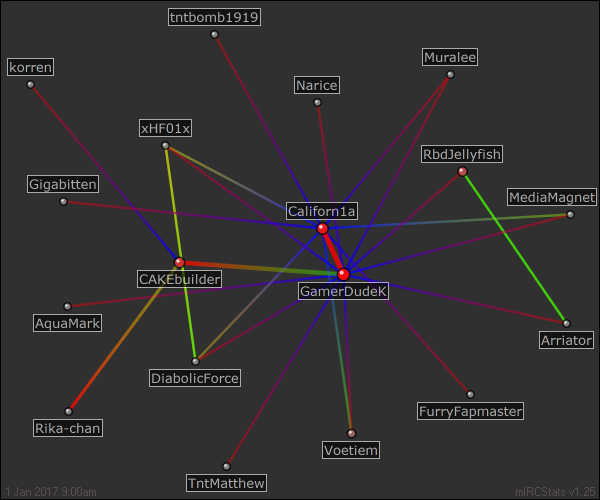 tntbomb1919
Muralee
korren
Narice
xHF01x
RbdJellyfish
Gigabitten
MediaMagnet
Californ1a
CAKEbuilder
GamerDudeK
AquaMark
Arriator
DiabolicForce
FurryFapmaster
Rika-chan
Voetiem
TntMatthew
1 Jan 2017 9:00am
mIRCStats v1.25